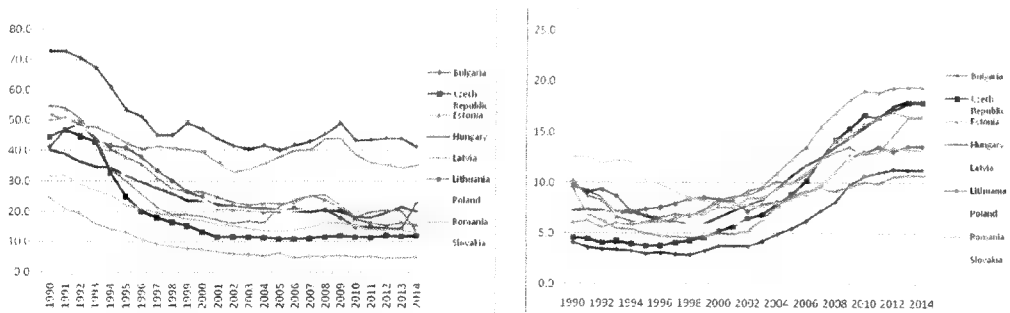 80.0
70.0
60.0
50.0
40.0
30.0
20.0
10.0
0.0
1990
1991
1992
1993
1994
1995
1996
1997
1998
1999
2000
2001
2002
2003
2004
2005
2006
2007
2008
2009
2010
2011
2012
2013
2014
Bulgaria
Czech
Republic
Estonia
Hungary
Latvia
Lithuania
Poland
Romania
Slovakia
25.0
20.0
15.0
10.0
5.0
0.0
1990 1992 1994 1996 1998 2000 2002 2004 2006 2008 2010 2012 2014
Bulgaria
Czech
Republic
Estonia
Hungary
Latvia
Lithuania
Poland
Romania
Slovakia